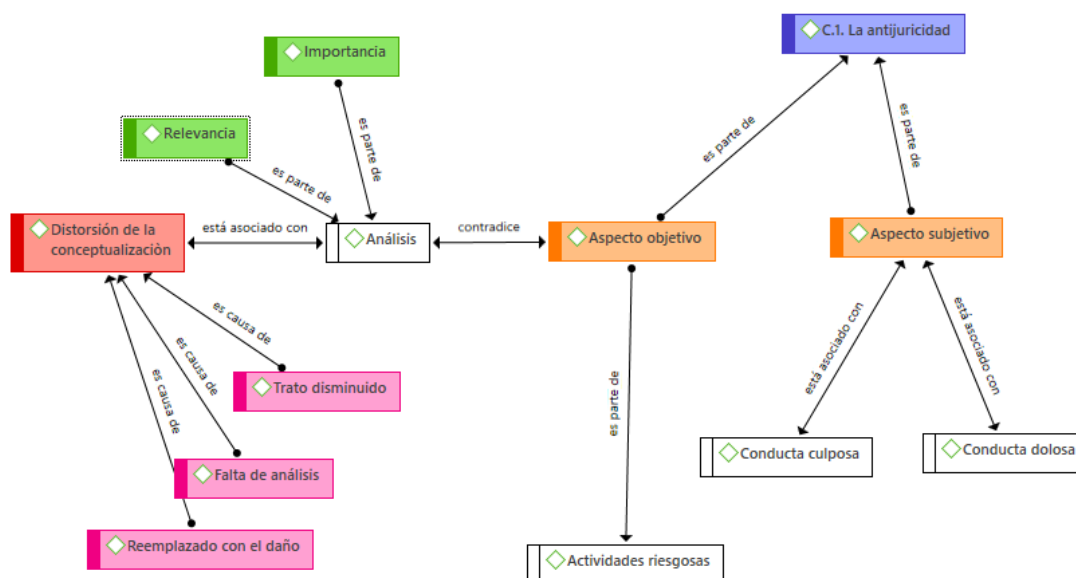 C.1. La antijuricidad
Importancia
es parte de
es parte de
es parte de
Relevancia
es parte de
Distorsión de la
conceptualización
está asociado con
Análisis
contradice
Aspecto objetivo
Aspecto subjetivo
es causa de
es causa de
es causa de
está asociado con
está asociado con
Trato disminuido
es parte de
Falta de análisis
Conducta culposa
Conducta dolosa
Reemplazado con el daño
Actividades riesgosas